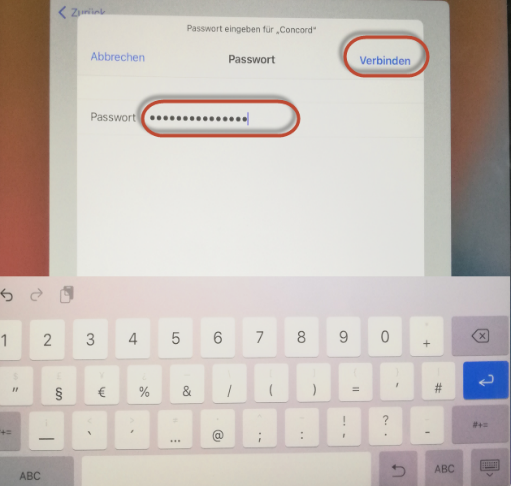 Zurück
Passwort eingeben für „Concord“
Abbrechen Passwort Verbinden
Passwort •••••••••••••••
1 2 3 4 5 6 7 8 9 0 +
" § € % & / ( ) = ' #
#+= — ` ´ ... @ ; : ! , ? . - #+=
ABC ABC